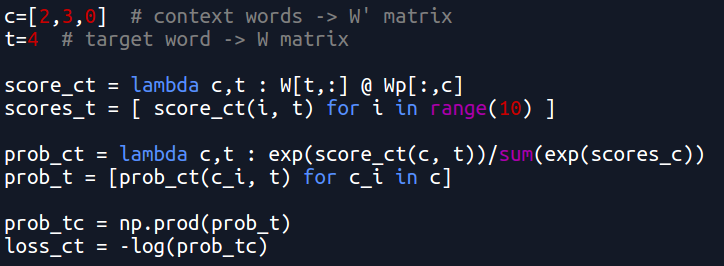 c=[2,3,0]  # context words -> W' matrix
t=4  # target word -> W matrix
score_ct = lambda c,t : W[t,:] @ Wp[:,c]
scores_t = [ score_ct(i, t) for i in range(10) ]
prob_ct = lambda c,t : exp(score_ct(c, t))/sum(exp(scores_c))
prob_t = [prob_ct(c_i, t) for c_i in c]
prob_tc = np.prod(prob_t)
loss_ct = -log(prob_tc)